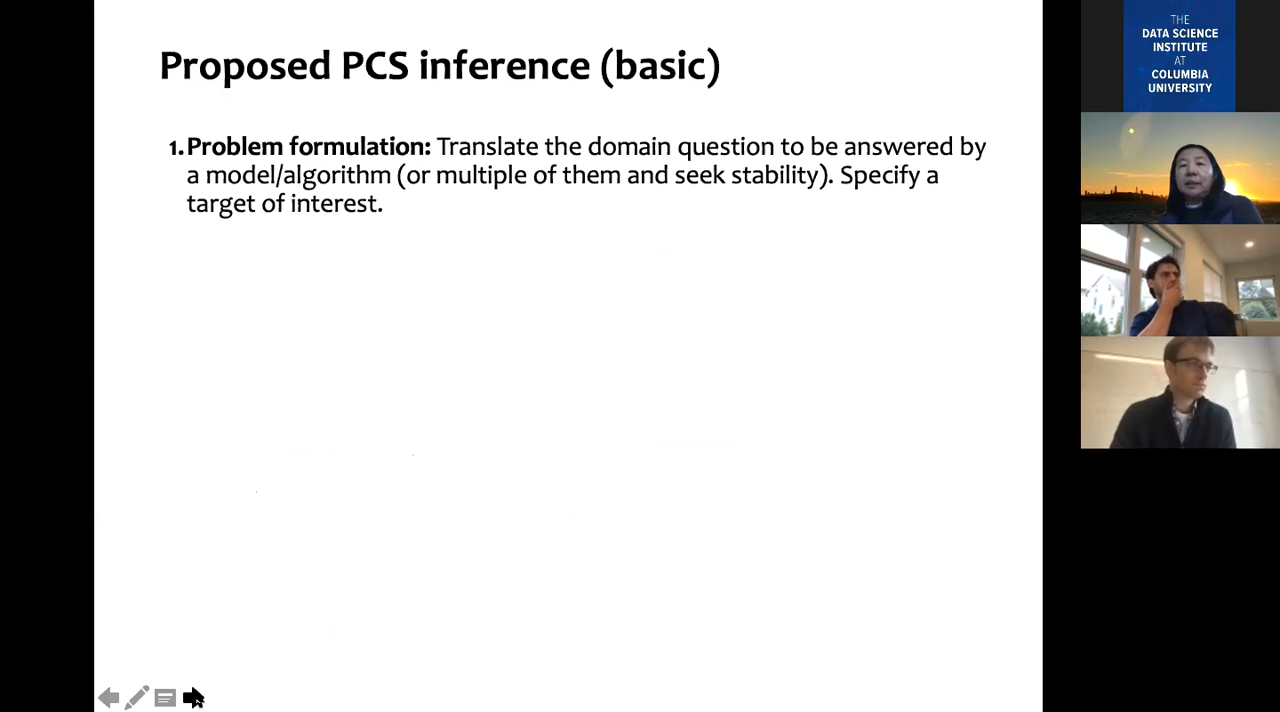 Proposed PCS inference (basic)
1. Problem formulation: Translate the domain question to be answered by
a model/algorithm (or multiple of them and seek stability). Specify a
target of interest.
THE
DATA SCIENCE
INSTITUTE
AT
COLUMBIA
UNIVERSITY